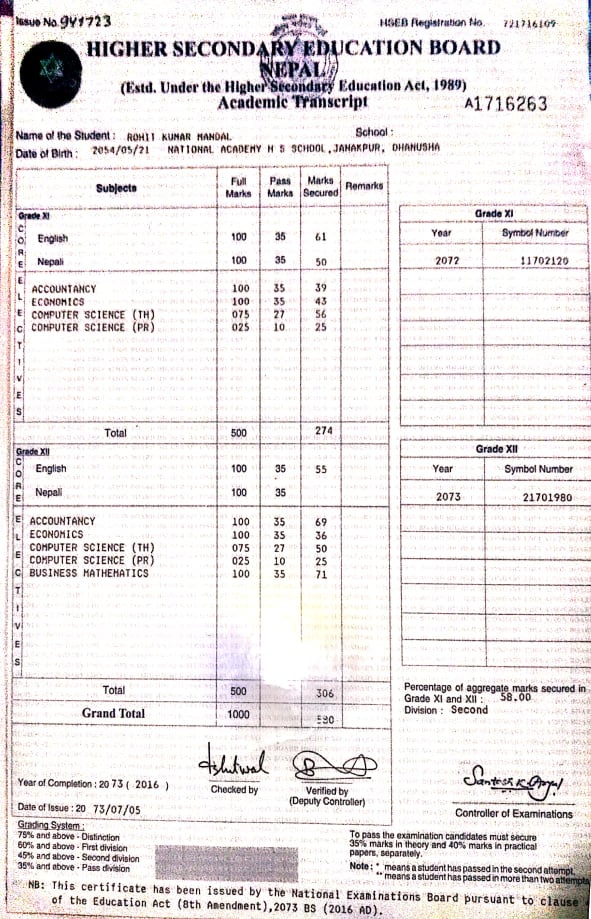 Issue No. 941723
HSEB Registration No. 721716109
HIGHER SECONDARY EDUCATION BOARD
NEPAL
(Estd. Under the Higher Secondary Education Act, 1989)
Academic Transcript
A1716263
Name of the Student : ROHIT KUMAR MANDAL School :
Date of Birth : 2054/05/21 NATIONAL ACADEMY H S SCHOOL, JANAKPUR, DHANUSHA
Subjects Full Marks Pass Marks Marks Secured Remarks
Grade XI
CORE
English 100 35 61
Nepali 100 35 50
ELECTIVES
ACCOUNTANCY 100 35 39
ECONOMICS 100 35 43
COMPUTER SCIENCE (TH) 075 27 56
COMPUTER SCIENCE (PR) 025 10 25
Total 500 274
Grade XI
Year Symbol Number
2072 11702120
Grade XII
CORE
English 100 35 55
Nepali 100 35
ELECTIVES
ACCOUNTANCY 100 35 69
ECONOMICS 100 35 36
COMPUTER SCIENCE (TH) 075 27 50
COMPUTER SCIENCE (PR) 025 10 25
BUSINESS MATHEMATICS 100 35 71
Total 500 306
Grand Total 1000
Grade XII
Year Symbol Number
2073 21701980
Percentage of aggregate marks secured in
Grade XI and XII : 58.00
Division : Second
Year of Completion : 20 73 ( 2016 )
Checked by
Verified by
(Deputy Controller)
Controller of Examinations
Date of Issue : 20 73/07/05
Grading System :
75% and above - Distinction
60% and above - First division
45% and above - Second division
35% and above - Pass division
To pass the examination candidates must secure
35% marks in theory and 40% marks in practical
papers, separately.
Note : *, means a student has passed in the second attempt.
** means a student has passed in more than two attempts
NB: This certificate has been issued by the National Examinations Board pursuant to clause
of the Education Act (8th Amendment), 2073 BS (2016 AD).